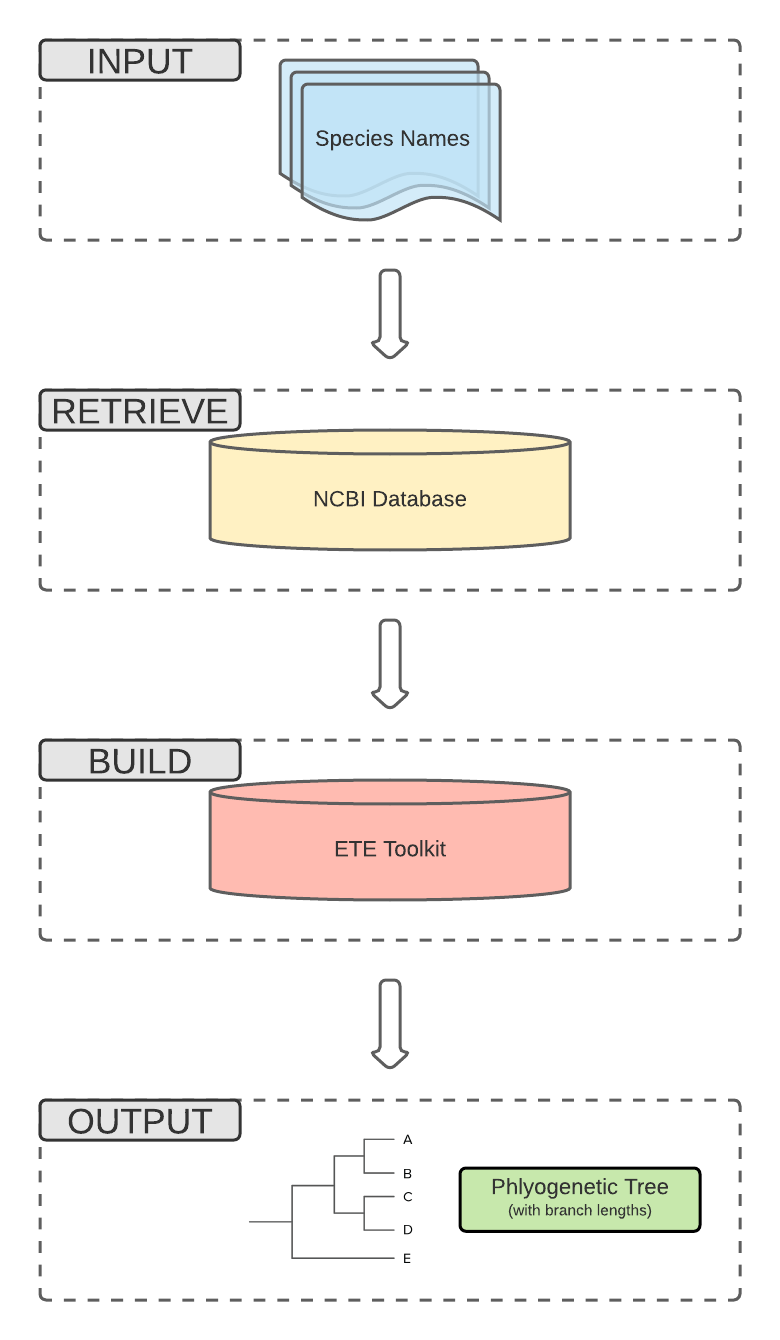 INPUT
Species Names
RETRIEVE
NCBI Database
BUILD
ETE Toolkit
OUTPUT
A
B
C
D
E
Phlyogenetic Tree
(with branch lengths)